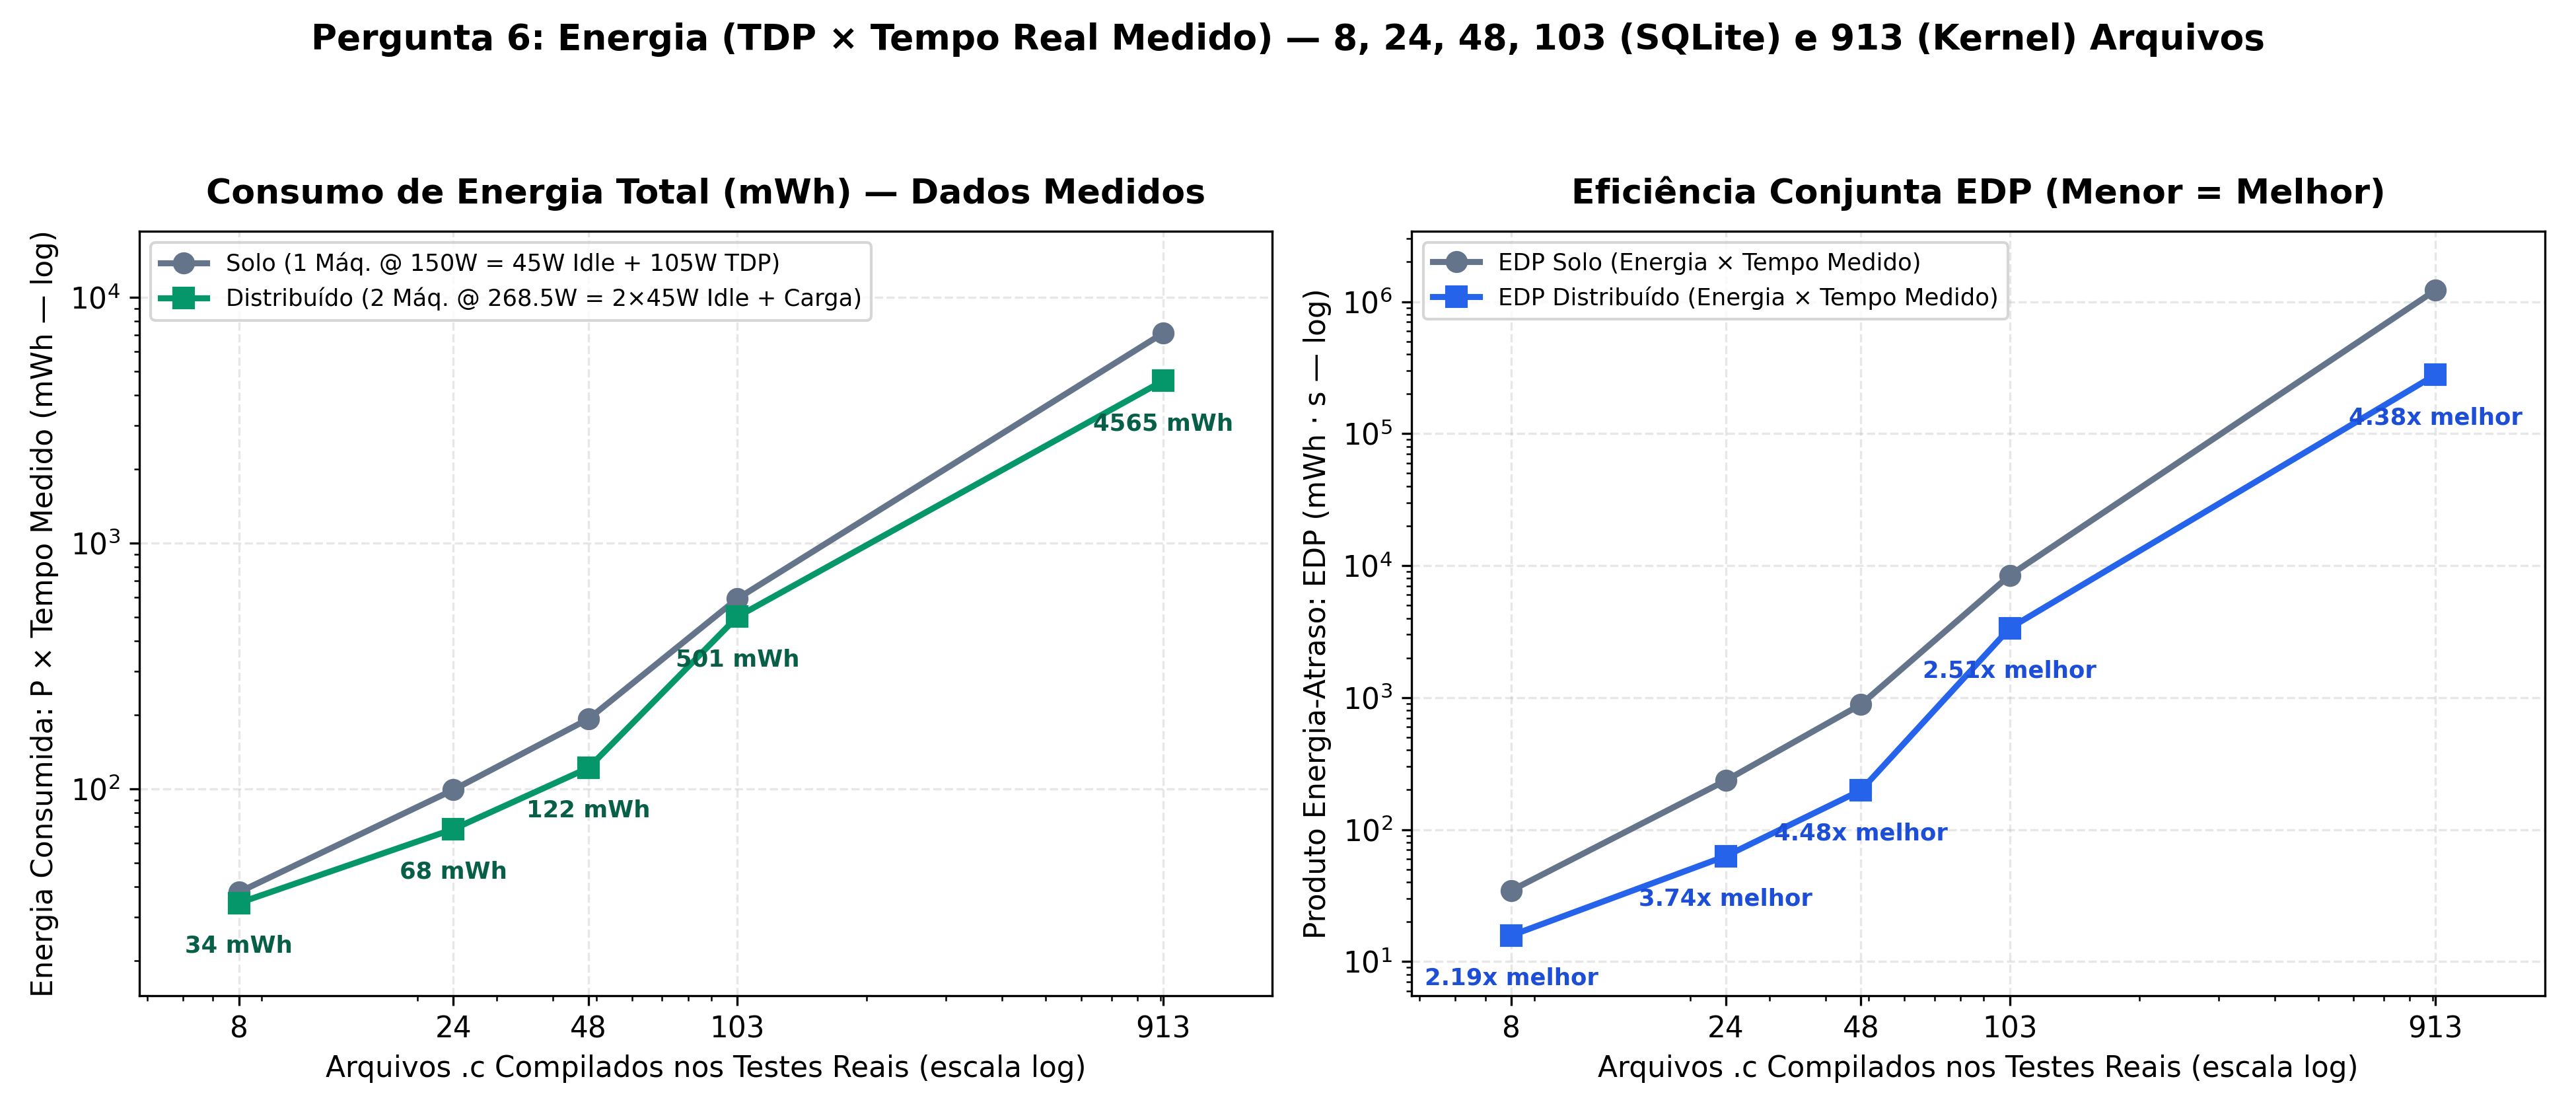 Pergunta 6: Energia (TDP × Tempo Real Medido) — 8, 24, 48, 103 (SQLite) e 913 (Kernel) Arquivos
Consumo de Energia Total (mWh) — Dados Medidos
Energia Consumida: P × Tempo Medido (mWh — log)
Solo (1 Máq. @ 150W = 45W Idle + 105W TDP)
Distribuído (2 Máq. @ 268.5W = 2×45W Idle + Carga)
10⁴
10³
10²
4565 mWh
501 mWh
122 mWh
68 mWh
34 mWh
8 24 48 103 913
Arquivos .c Compilados nos Testes Reais (escala log)
Eficiência Conjunta EDP (Menor = Melhor)
Produto Energia-Atraso: EDP (mWh · s — log)
EDP Solo (Energia × Tempo Medido)
EDP Distribuído (Energia × Tempo Medido)
10⁶
10⁵
10⁴
10³
10²
10¹
4.38x melhor
2.51x melhor
4.48x melhor
3.74x melhor
2.19x melhor
8 24 48 103 913
Arquivos .c Compilados nos Testes Reais (escala log)